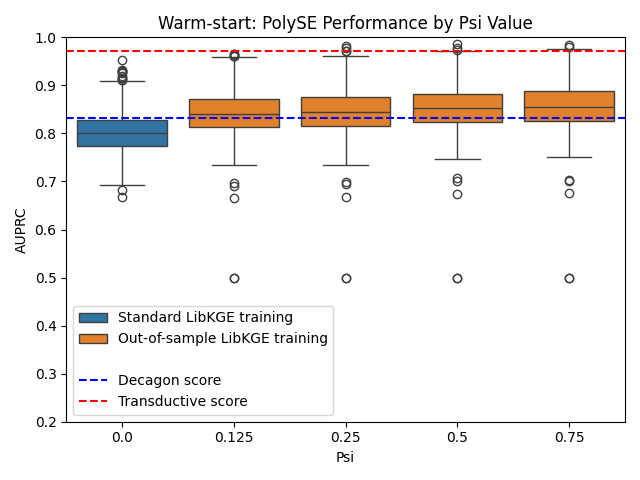 Warm-start: PolySE Performance by Psi Value
AUPRC
1.0
0.9
0.8
0.7
0.6
0.5
0.4
0.3
0.2
Standard LibKGE training
Out-of-sample LibKGE training
Decagon score
Transductive score
0.0 0.125 0.25 0.5 0.75
Psi